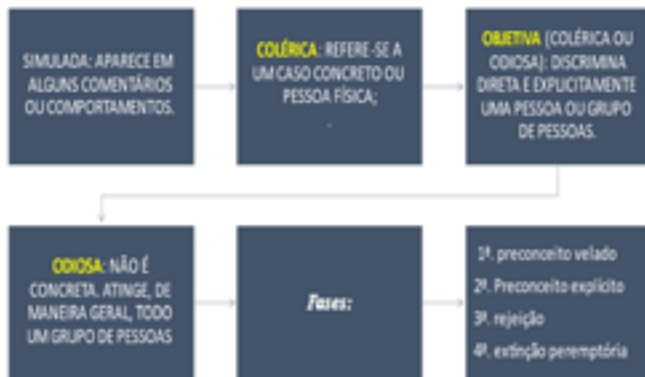 SIMULADA: APARECE EM
ALGUNS COMENTÁRIOS
OU COMPORTAMENTOS.
COLÉRICA: REFERE-SE A
UM CASO CONCRETO OU
PESSOA FÍSICA;
.
OBJETIVA (COLÉRICA OU
ODIOSA): DISCRIMINA
DIRETA E EXPLICITAMENTE
UMA PESSOA OU GRUPO
DE PESSOAS.
ODIOSA: NÃO É
CONCRETA. ATINGE, DE
MANEIRA GERAL, TODO
UM GRUPO DE PESSOAS
Fases:
1ª. preconceito velado
2ª. Preconceito explícito
3ª. rejeição
4ª. extinção peremptória